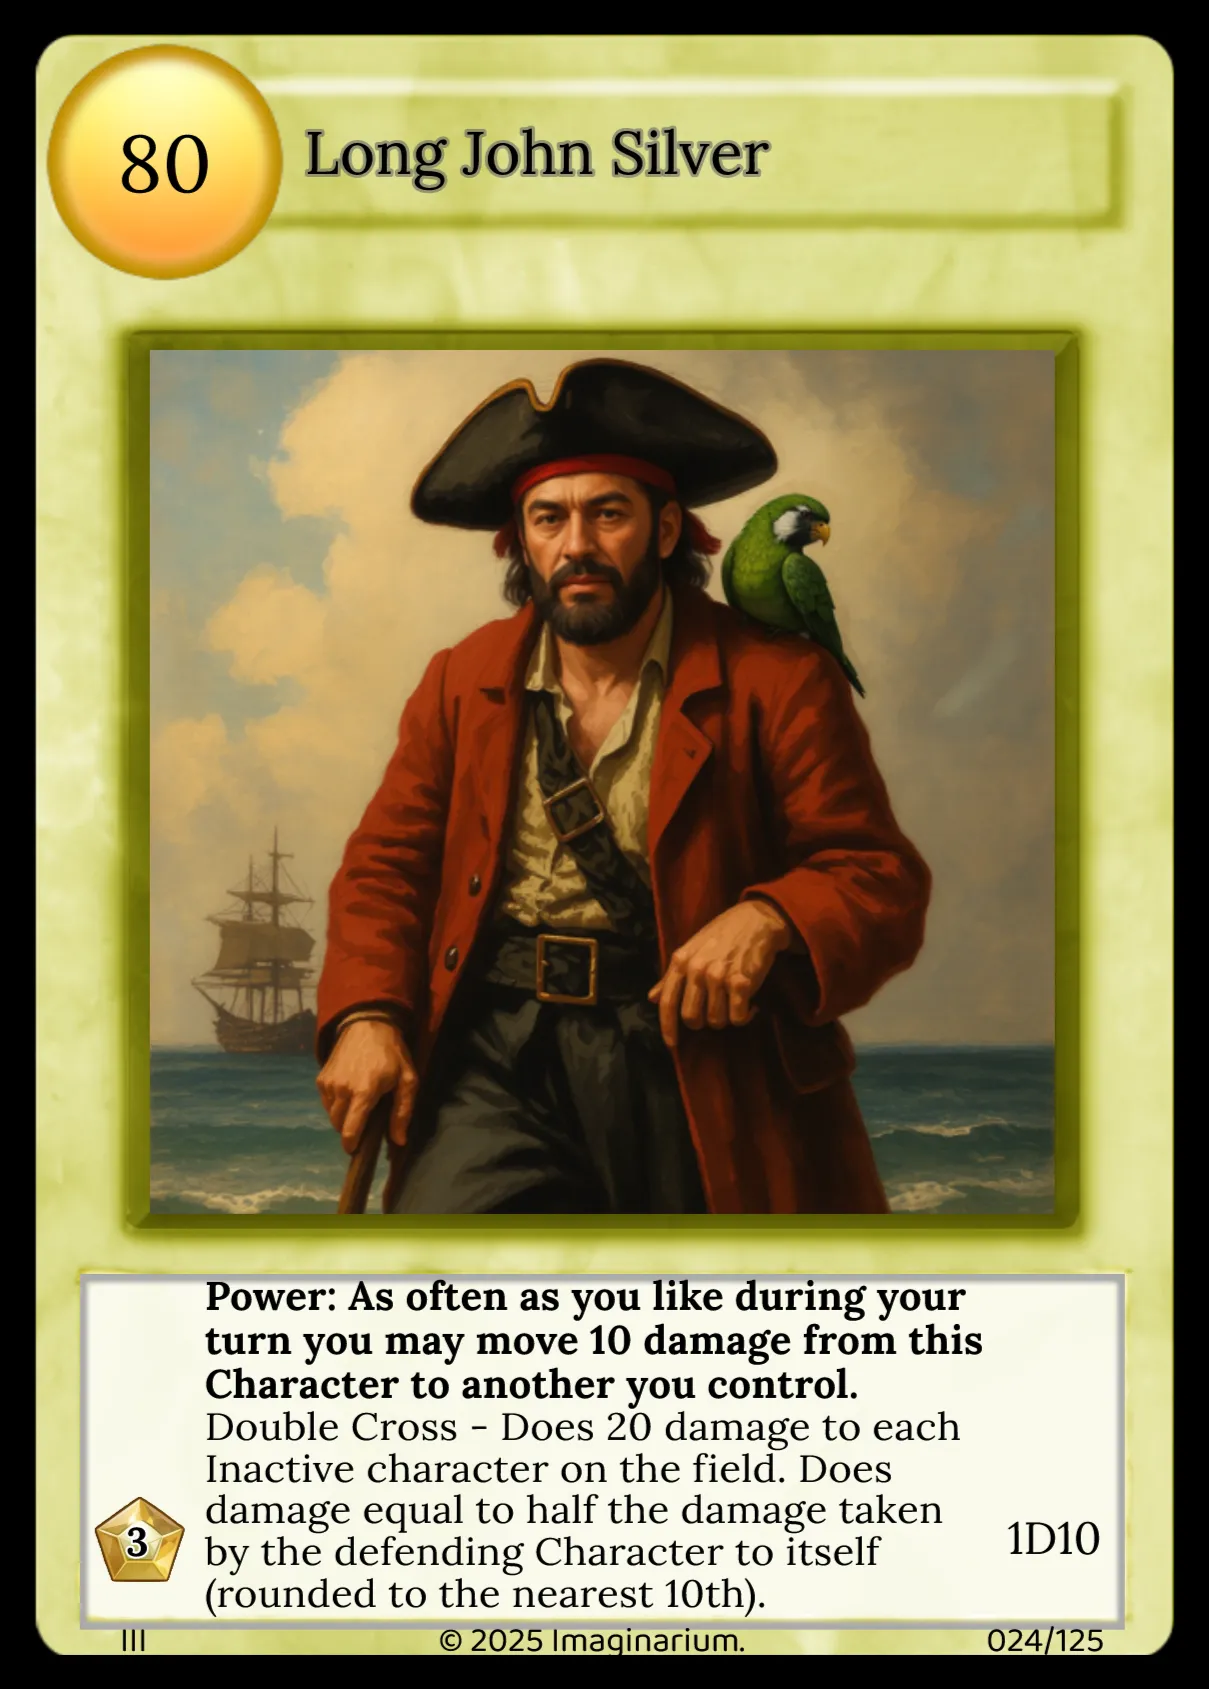 80
Long John Silver
Power: As often as you like during your
turn you may move 10 damage from this
Character to another you control.
Double Cross - Does 20 damage to each
Inactive character on the field. Does
damage equal to half the damage taken
by the defending Character to itself
(rounded to the nearest 10th).
3
1D10
III
© 2025 Imaginarium.
024/125